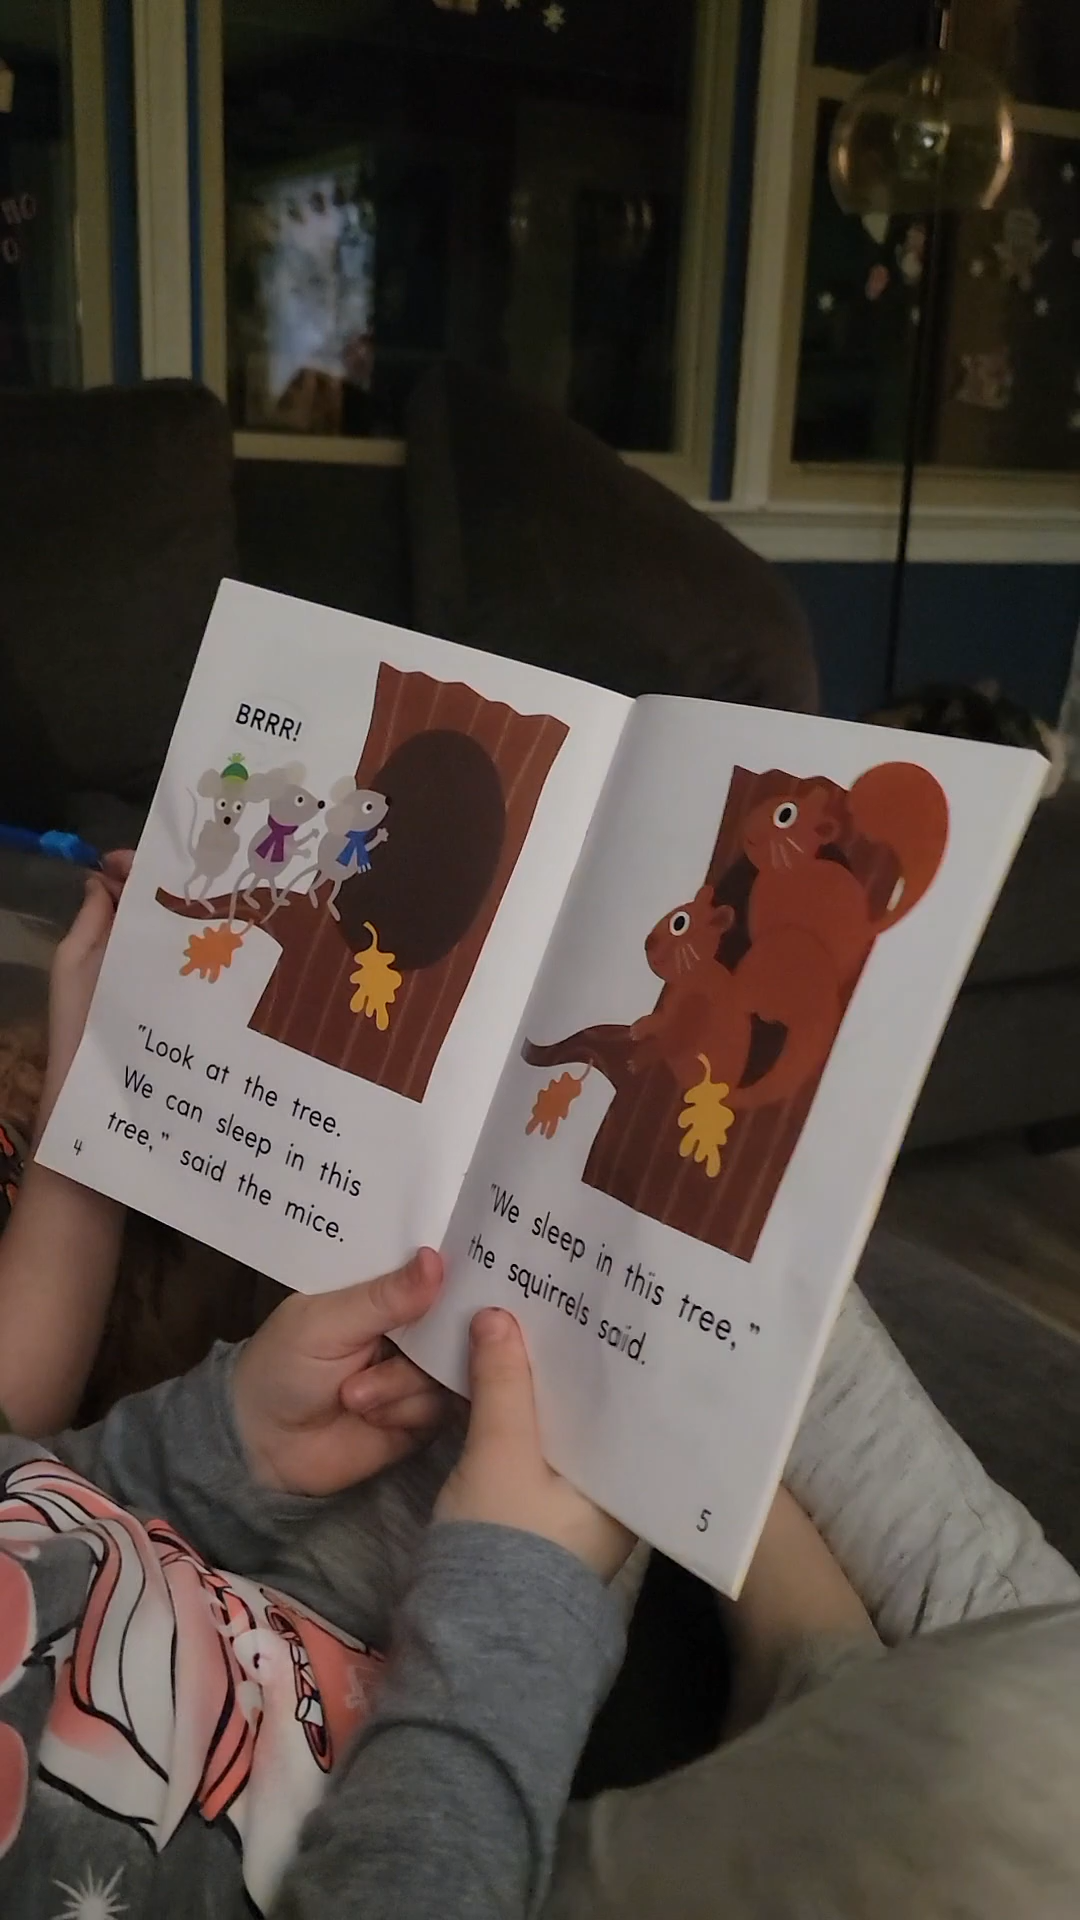 BRRR!
"Look at the tree.
We can sleep in this
tree," said the mice.
4
"We sleep in this tree,"
the squirrels said.
5